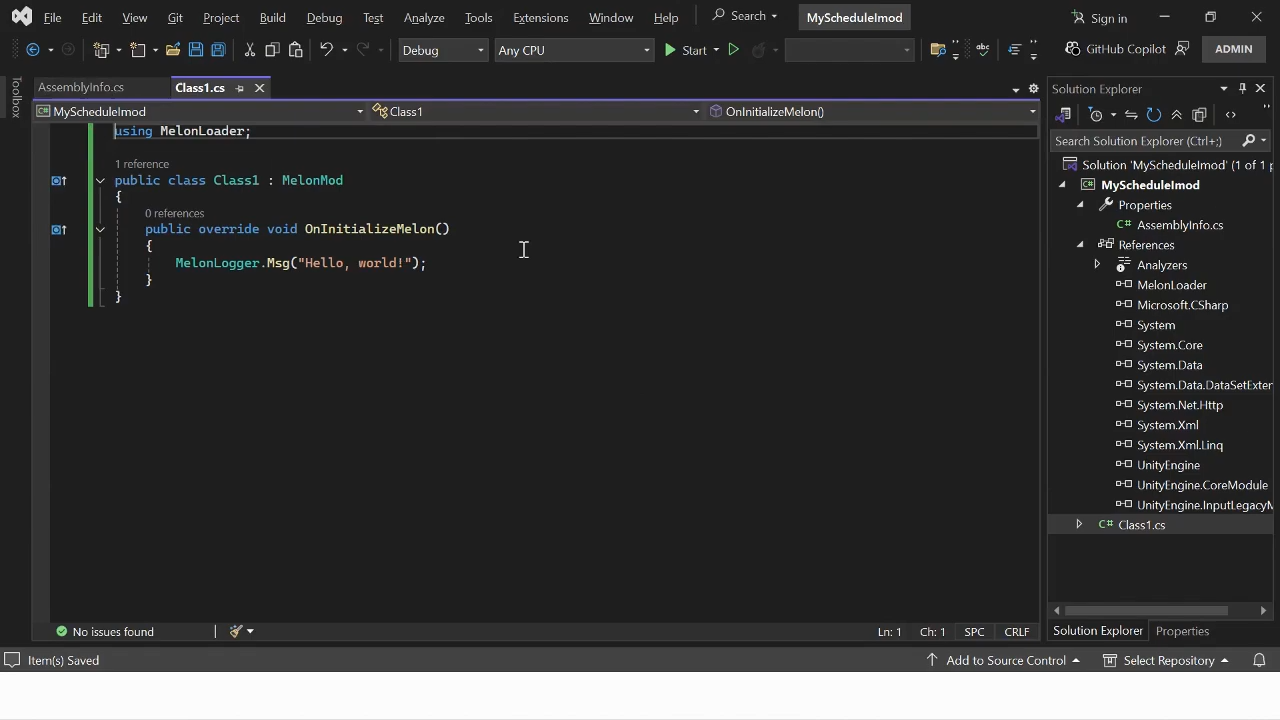 File Edit View Git Project Build Debug Test Analyze Tools Extensions Window Help Search MyScheduleImod Sign in
Debug Any CPU Start GitHub Copilot ADMIN
Toolbox
AssemblyInfo.cs Class1.cs
MyScheduleImod Class1 OnInitializeMelon()
using MelonLoader;
1 reference
public class Class1 : MelonMod
{
0 references
public override void OnInitializeMelon()
{
MelonLogger.Msg("Hello, world!");
}
}
No issues found Ln: 1 Ch: 1 SPC CRLF
Solution Explorer
Search Solution Explorer (Ctrl+;)
Solution 'MyScheduleImod' (1 of 1 p
MyScheduleImod
Properties
C# AssemblyInfo.cs
References
Analyzers
MelonLoader
Microsoft.CSharp
System
System.Core
System.Data
System.Data.DataSetExten
System.Net.Http
System.Xml
System.Xml.Linq
UnityEngine
UnityEngine.CoreModule
UnityEngine.InputLegacyM
C# Class1.cs
Solution Explorer Properties
Item(s) Saved Add to Source Control Select Repository